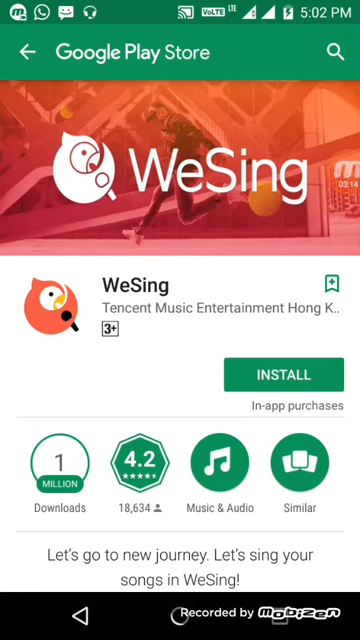 VoLTE LTE 5:02 PM
Google Play Store
WeSing
03:14
WeSing
Tencent Music Entertainment Hong K..
3+
INSTALL
In-app purchases
1 MILLION
4.2
Downloads
18,634
Music & Audio
Similar
Let's go to new journey. Let's sing your
songs in WeSing!
Recorded by mobizen